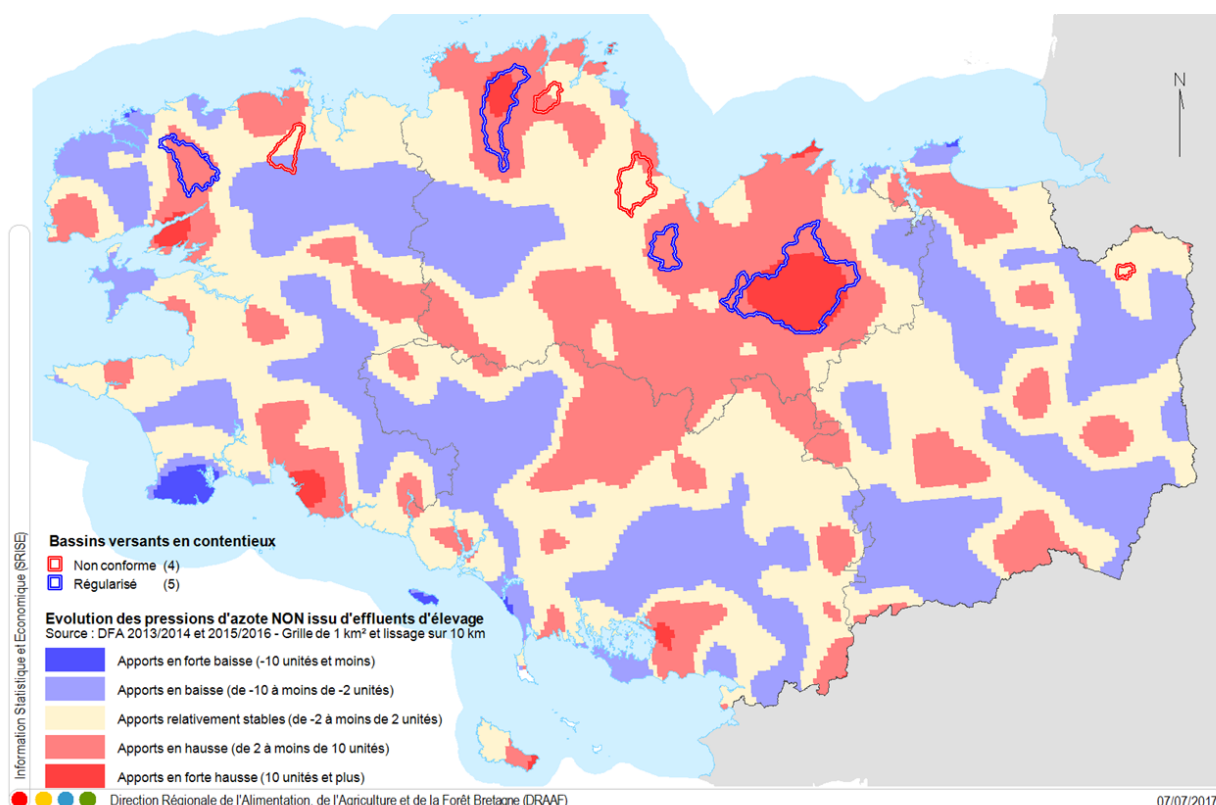 N
Information Statistique et Economique (SRISE)
Bassins versants en contentieux
Non conforme (4)
Régularisé (5)
Evolution des pressions d'azote NON issu d'effluents d'élevage
Source : DFA 2013/2014 et 2015/2016 - Grille de 1 km² et lissage sur 10 km
Apports en forte baisse (-10 unités et moins)
Apports en baisse (de -10 à moins de -2 unités)
Apports relativement stables (de -2 à moins de 2 unités)
Apports en hausse (de 2 à moins de 10 unités)
Apports en forte hausse (10 unités et plus)
Direction Régionale de l'Alimentation, de l'Agriculture et de la Forêt Bretagne (DRAAF)
07/07/2017